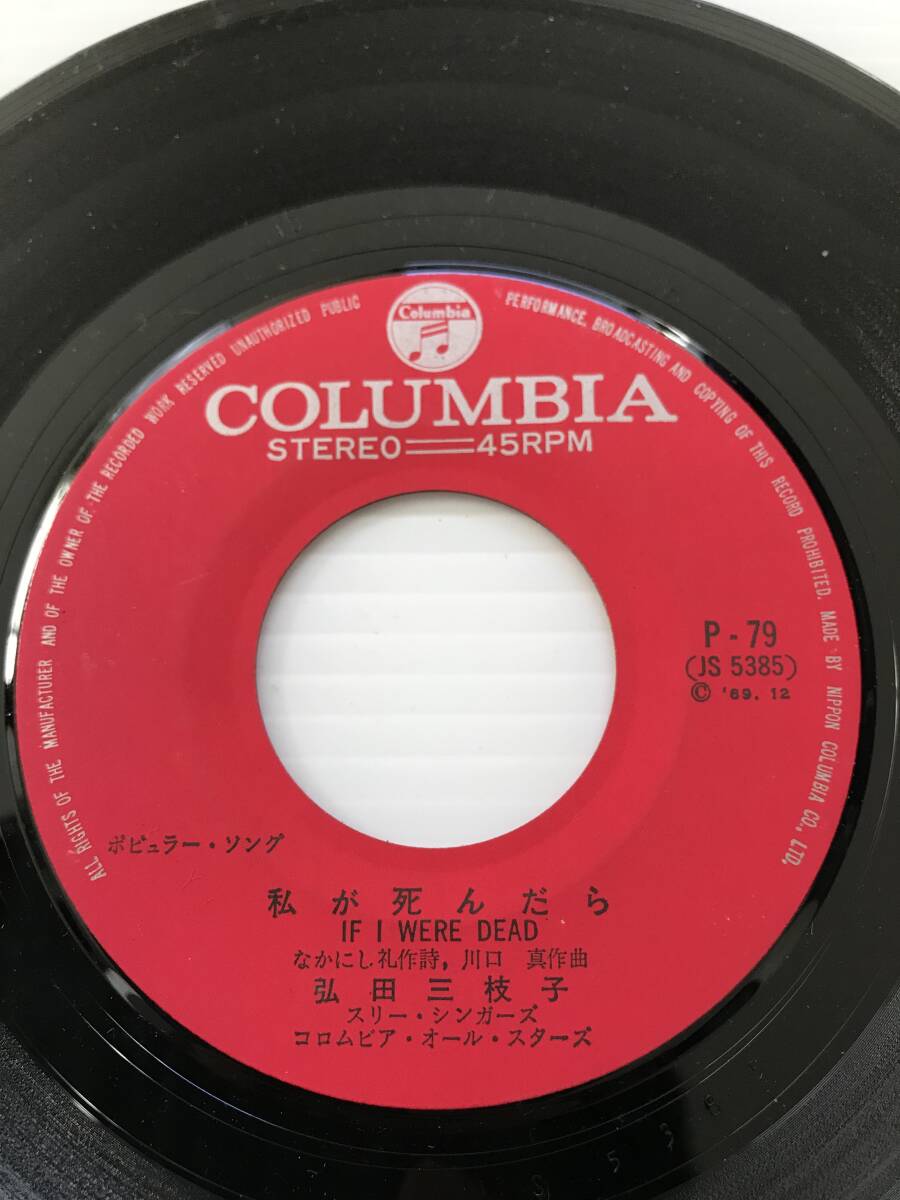 Columbia
COLUMBIA
STEREO 45RPM
P-79
(JS 5385)
© '69. 12
ポピュラー・ソング
私が死んだら
IF I WERE DEAD
なかにし礼作詩, 川口 真作曲
弘田三枝子
スリー・シンガーズ
コロムビア・オール・スターズ
ALL RIGHTS OF THE MANUFACTURER AND OF THE OWNER OF THE RECORDED WORK RESERVED UNAUTHORIZED PUBLIC PERFORMANCE, BROADCASTING AND COPYING OF THIS RECORD PROHIBITED. MADE BY NIPPON COLUMBIA CO., LTD.